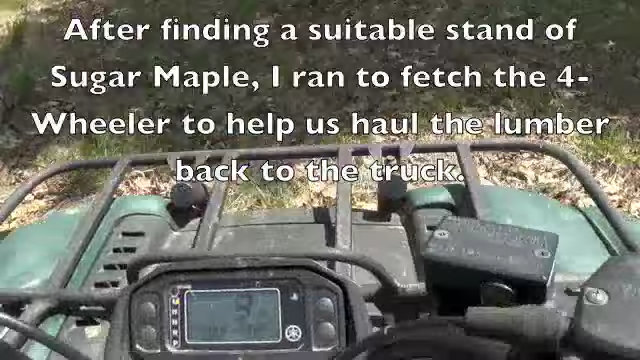 After finding a suitable stand of
Sugar Maple, I ran to fetch the 4-
Wheeler to help us haul the lumber
back to the truck.